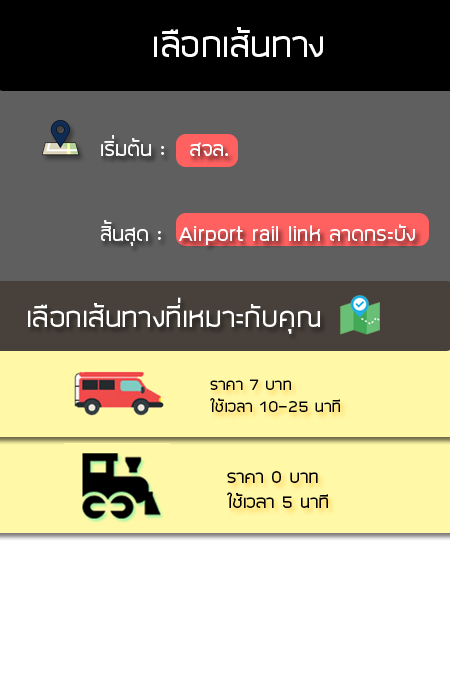 เลือกเส้นทาง
เริ่มต้น : สจล.
สิ้นสุด : Airport rail link ลาดกระบัง
เลือกเส้นทางที่เหมาะกับคุณ
ราคา 7 บาท
ใช้เวลา 10-25 นาที
ราคา 0 บาท
ใช้เวลา 5 นาที